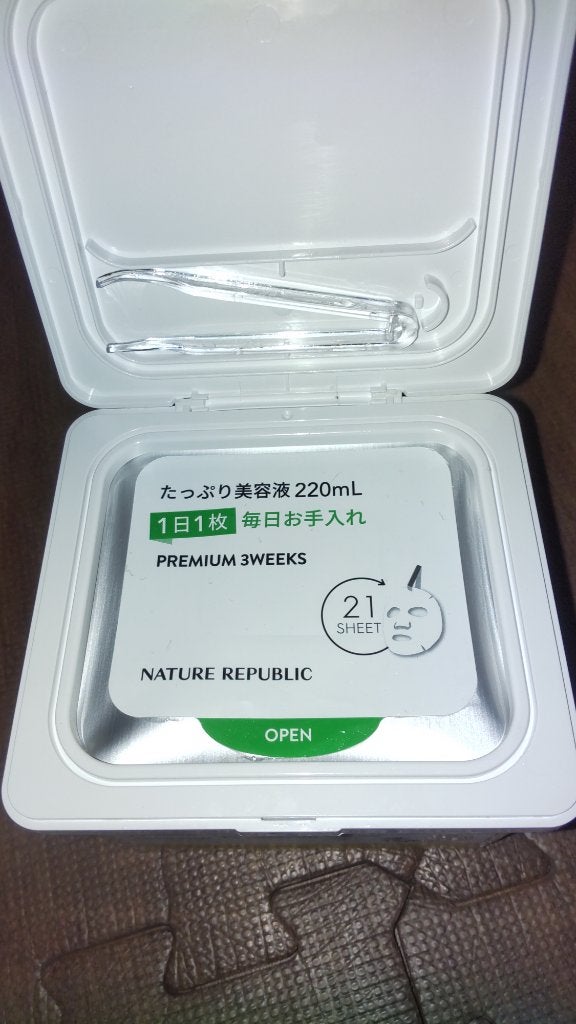 たっぷり美容液 220mL
1日1枚 毎日お手入れ
PREMIUM 3WEEKS
21
SHEET
NATURE REPUBLIC
OPEN